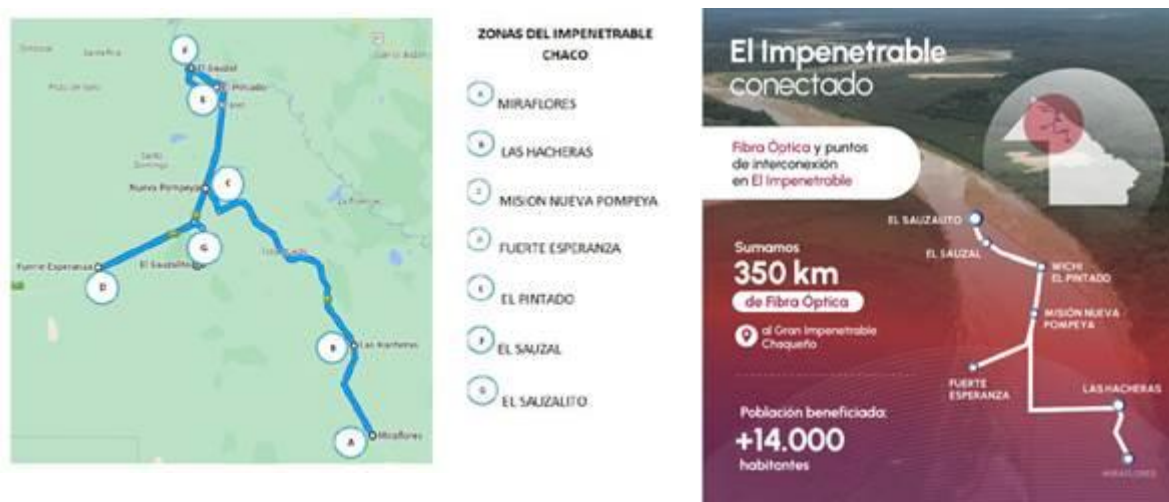 F
El Sauzal
E
El Pintado
Santo
Domingo
Nueva Pompeya
C
G
Fuerte Esperanza
El Sauzalito
D
B
Las Hacheras
A
Miraflores
ZONAS DEL IMPENETRABLE
CHACO
A MIRAFLORES
B LAS HACHERAS
C MISION NUEVA POMPEYA
D FUERTE ESPERANZA
E EL PINTADO
F EL SAUZAL
G EL SAUZALITO
El Impenetrable
conectado
Fibra Óptica y puntos
de interconexión
en El Impenetrable
Sumamos
350 km
de Fibra Óptica
al Gran Impenetrable
Chaqueño
Población beneficiada:
+14.000
habitantes
EL SAUZALITO
EL SAUZAL
WICHI
EL PINTADO
MISIÓN NUEVA
POMPEYA
FUERTE
ESPERANZA
LAS HACHERAS
MIRAFLORES